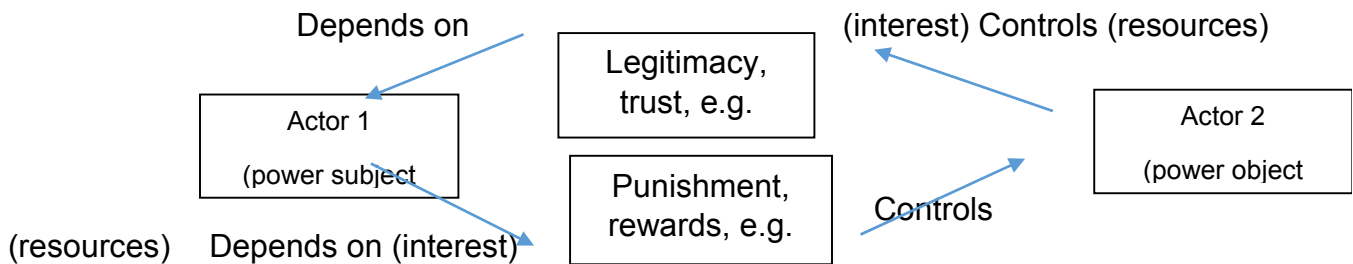 Depends on (interest) Controls (resources)
Legitimacy,
trust, e.g.
Actor 1
(power subject
Actor 2
(power object
Punishment,
rewards, e.g.
Controls
(resources) Depends on (interest)